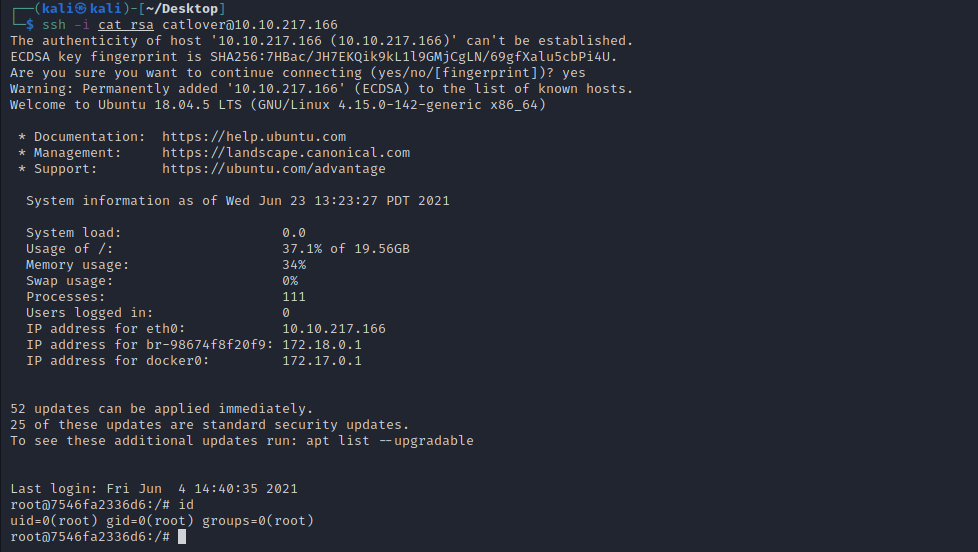 ┌──(kali㉿kali)-[~/Desktop]
└─$ ssh -i cat_rsa catlover@10.10.217.166
The authenticity of host '10.10.217.166 (10.10.217.166)' can't be established.
ECDSA key fingerprint is SHA256:7HBac/JH7EKQik9kL1l9GMjCgLN/69gfXalu5cbPi4U.
Are you sure you want to continue connecting (yes/no/[fingerprint])? yes
Warning: Permanently added '10.10.217.166' (ECDSA) to the list of known hosts.
Welcome to Ubuntu 18.04.5 LTS (GNU/Linux 4.15.0-142-generic x86_64)
* Documentation:  https://help.ubuntu.com
* Management:     https://landscape.canonical.com
* Support:        https://ubuntu.com/advantage
System information as of Wed Jun 23 13:23:27 PDT 2021
System load:                    0.0
Usage of /:                     37.1% of 19.56GB
Memory usage:                   34%
Swap usage:                     0%
Processes:                      111
Users logged in:                0
IP address for eth0:            10.10.217.166
IP address for br-98674f8f20f9: 172.18.0.1
IP address for docker0:         172.17.0.1
52 updates can be applied immediately.
25 of these updates are standard security updates.
To see these additional updates run: apt list --upgradable
Last login: Fri Jun  4 14:40:35 2021
root@7546fa2336d6:/# id
uid=0(root) gid=0(root) groups=0(root)
root@7546fa2336d6:/#